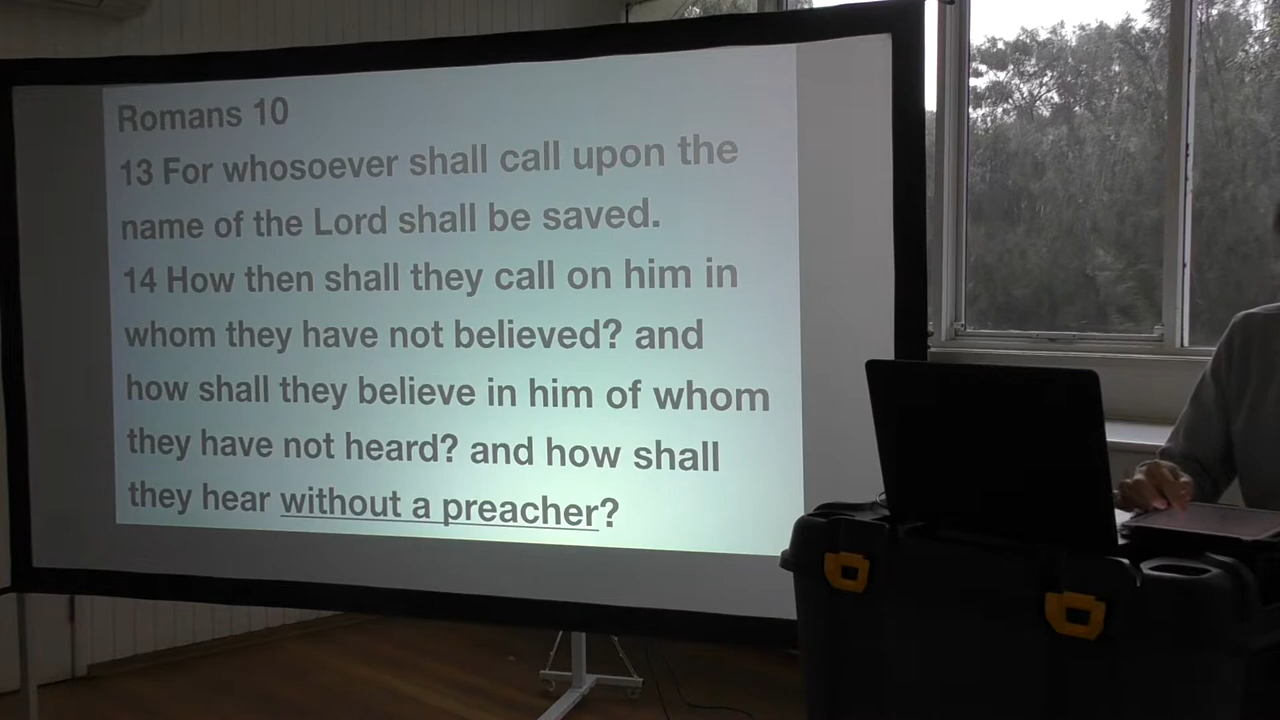 Romans 10
13 For whosoever shall call upon the
name of the Lord shall be saved.
14 How then shall they call on him in
whom they have not believed? and
how shall they believe in him of whom
they have not heard? and how shall
they hear without a preacher?